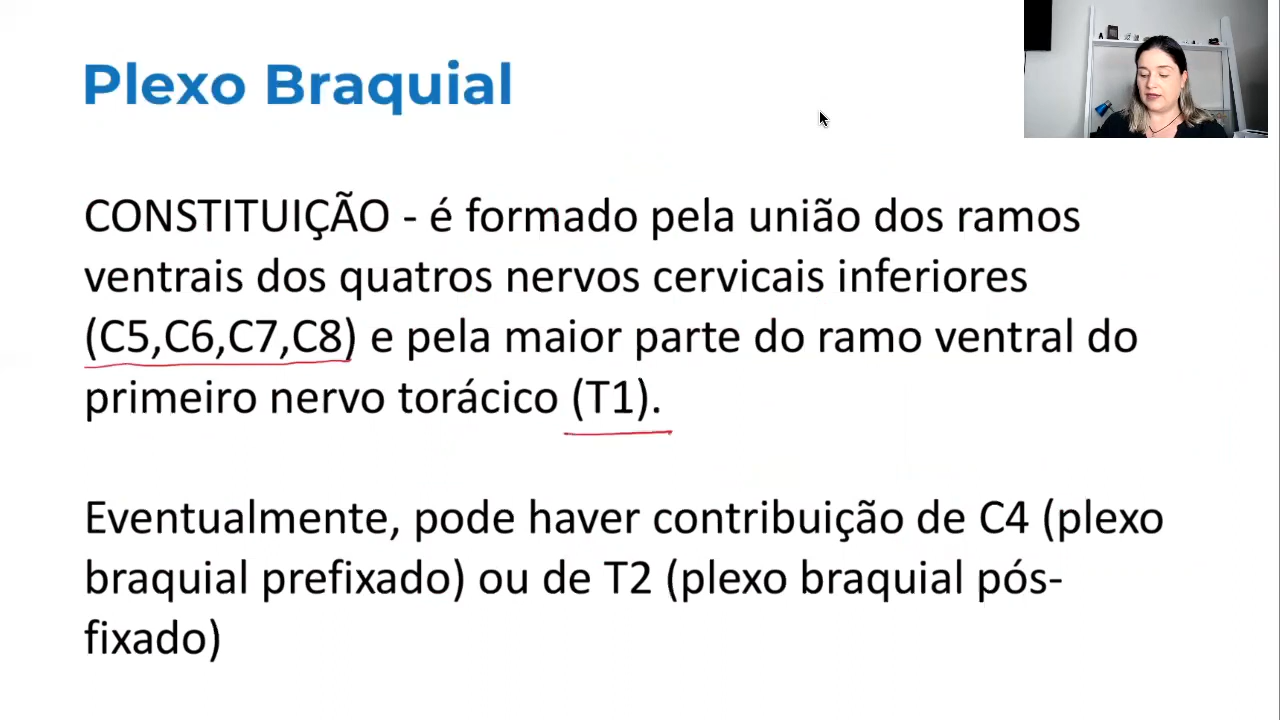 Plexo Braquial
CONSTITUIÇÃO - é formado pela união dos ramos
ventrais dos quatros nervos cervicais inferiores
(C5,C6,C7,C8) e pela maior parte do ramo ventral do
primeiro nervo torácico (T1).
Eventualmente, pode haver contribuição de C4 (plexo
braquial prefixado) ou de T2 (plexo braquial pós-
fixado)